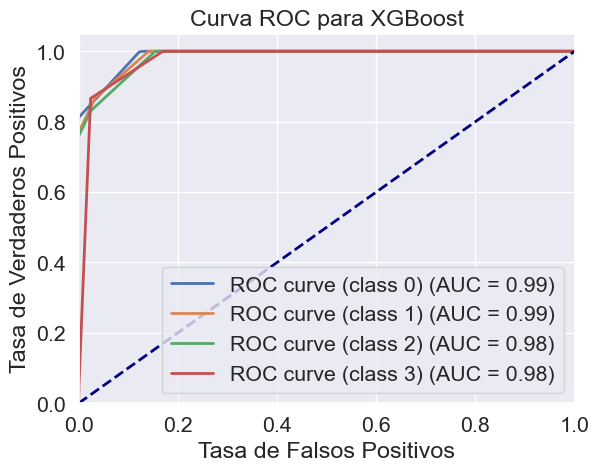 Curva ROC para XGBoost
Tasa de Verdaderos Positivos
1.0
0.8
0.6
0.4
0.2
0.0
ROC curve (class 0) (AUC = 0.99)
ROC curve (class 1) (AUC = 0.99)
ROC curve (class 2) (AUC = 0.98)
ROC curve (class 3) (AUC = 0.98)
0.0 0.2 0.4 0.6 0.8 1.0
Tasa de Falsos Positivos